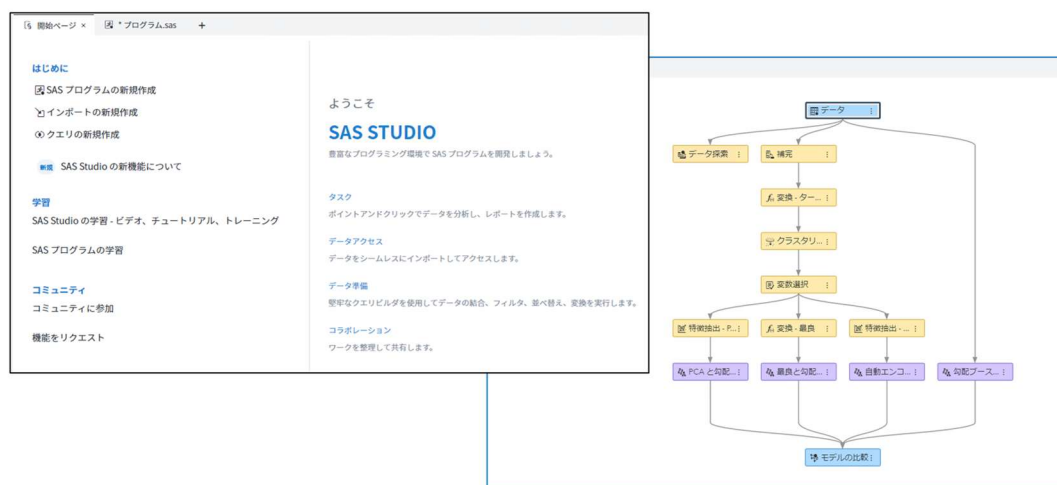 開始ページ ×
* プログラム.sas
+
はじめに
SAS プログラムの新規作成
インポートの新規作成
クエリの新規作成
新規 SAS Studio の新機能について
学習
SAS Studio の学習 - ビデオ、チュートリアル、トレーニング
SAS プログラムの学習
コミュニティ
コミュニティに参加
機能をリクエスト
ようこそ
SAS STUDIO
豊富なプログラミング環境で SAS プログラムを開発しましょう。
タスク
ポイントアンドクリックでデータを分析し、レポートを作成します。
データアクセス
データをシームレスにインポートしてアクセスします。
データ準備
堅牢なクエリビルダを使用してデータの結合、フィルタ、並べ替え、変換を実行します。
コラボレーション
ワークを整理して共有します。
データ
データ探索
補完
変換 - ター...
クラスタリ...
変数選択
特徴抽出 - P...
変換 - 最良
特徴抽出 - ...
PCA と勾配...
最良と勾配...
自動エンコ...
勾配ブース...
モデルの比較